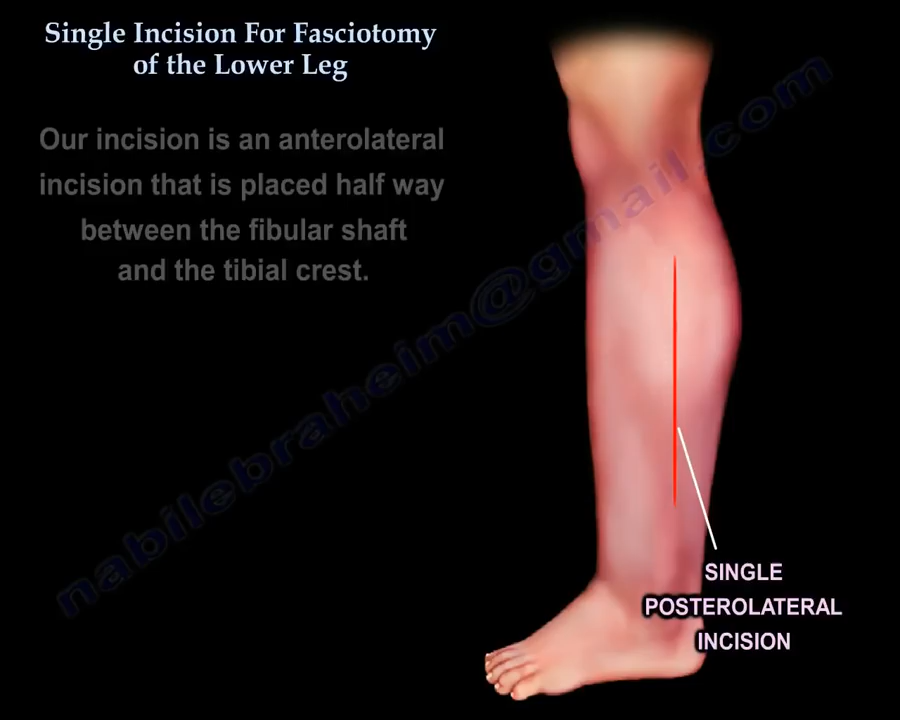 Single Incision For Fasciotomy
of the Lower Leg
Our incision is an anterolateral
incision that is placed half way
between the fibular shaft
and the tibial crest.
nabilebraheim@gmail.com
SINGLE
POSTEROLATERAL
INCISION